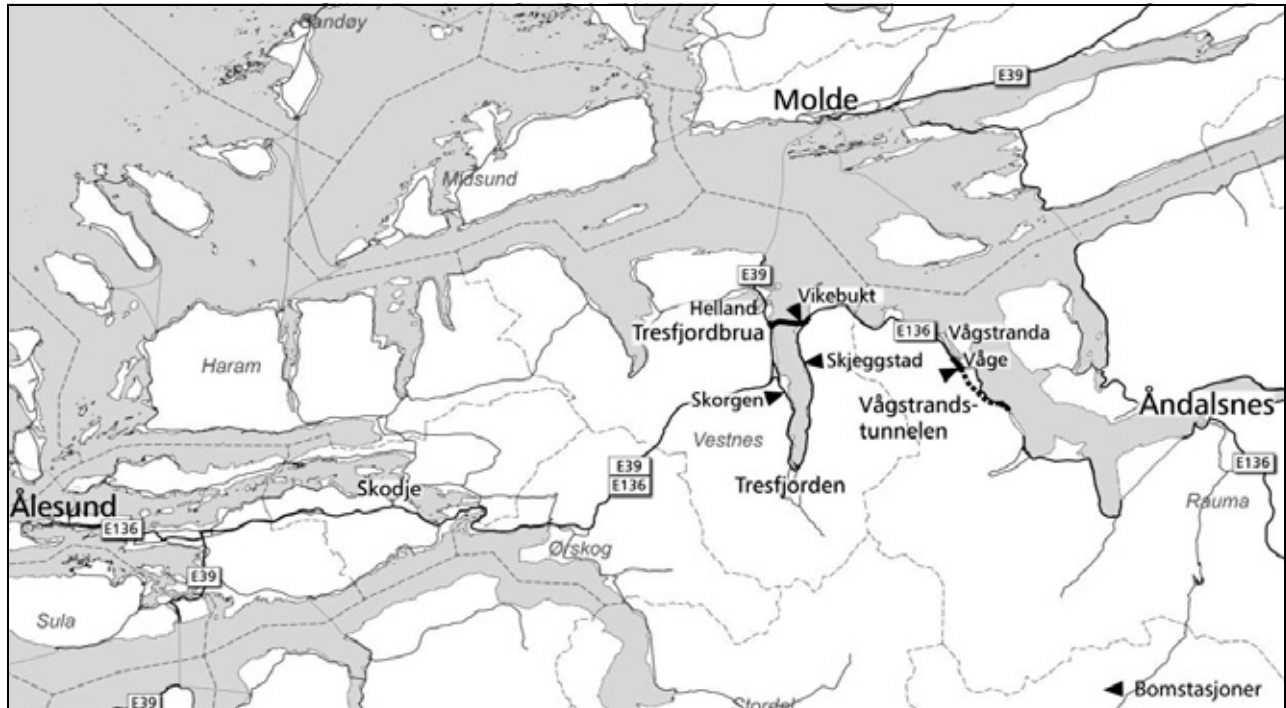 Sandøy
E39
Molde
Midsund
E39
Vikebukt
Helland
Tresfjordbrua
E136
Vågstranda
Haram
Skjeggstad
Våge
Skorgen
Vågstrands-
tunnelen
Åndalsnes
Vestnes
E39
E136
E136
Skodje
Tresfjorden
Rauma
Ålesund
E136
Ørskog
E39
Sula
Bomstasjoner
E39
Stordal